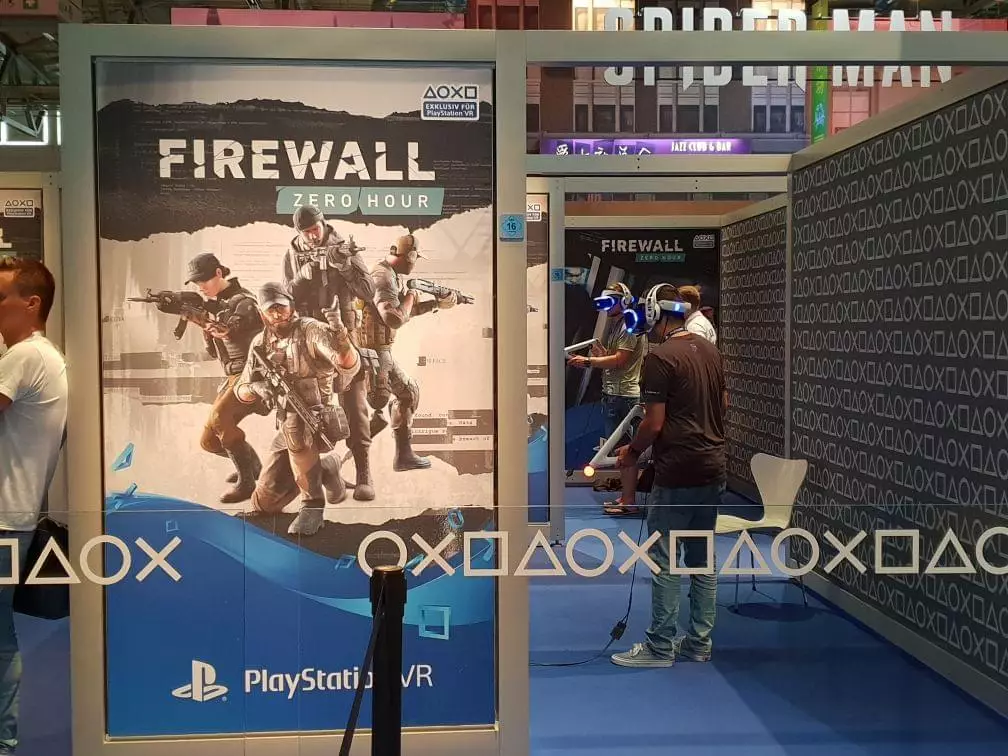 SPIDER-MAN
JAZZ CLUB & BAR
EXKLUSIV FÜR
PlayStation VR
FIREWALL
ZERO HOUR
16
FIREWALL
ZERO HOUR
PlayStation VR